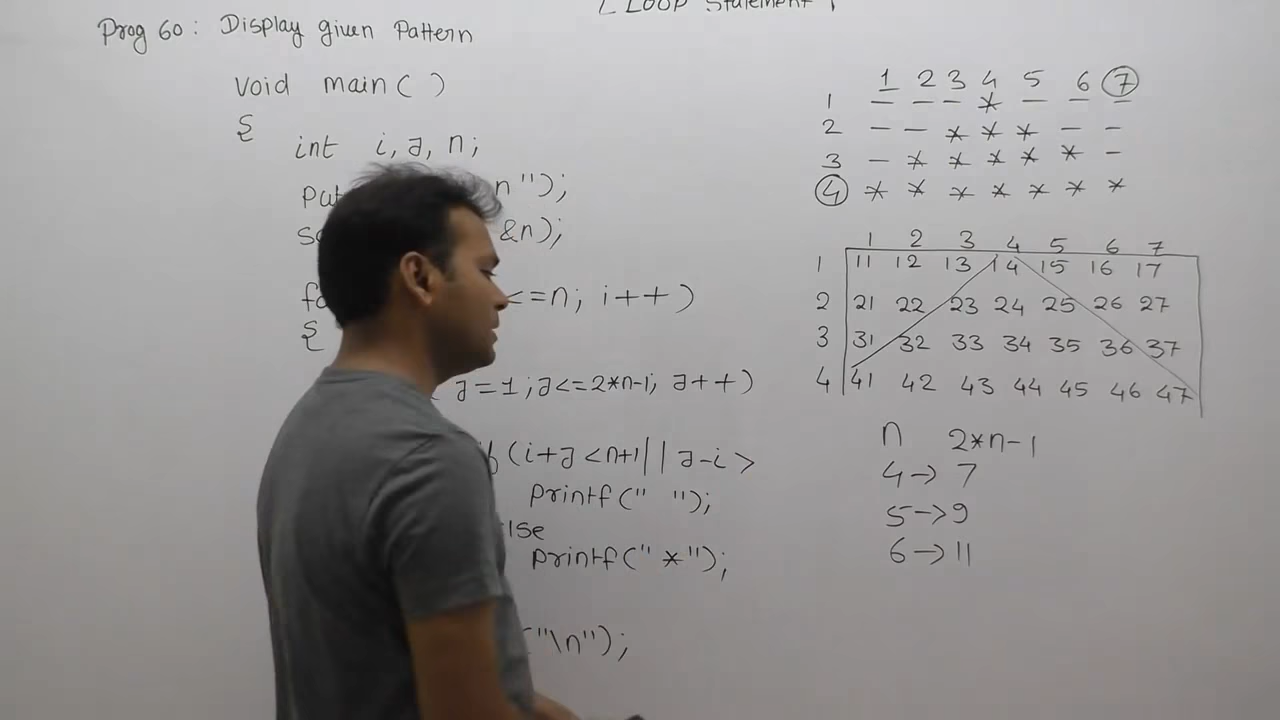 LOOP Statement
Prog 60 : Display given Pattern
void main( )
{
int i, j, n;
n");
&n);
<=n; i++)
{
j=1;j<=2*n-1; j++)
(i+j<n+1||j-i>
printf(" ");
printf("*");
("\n");
1 2 3 4 5 6 7
1 - - - * - - -
2 - - * * * - -
3 - * * * * * -
4 * * * * * * *
1 2 3 4 5 6 7
1 11 12 13 14 15 16 17
2 21 22 23 24 25 26 27
3 31 32 33 34 35 36 37
4 41 42 43 44 45 46 47
n 2*n-1
4 -> 7
5 -> 9
6 -> 11